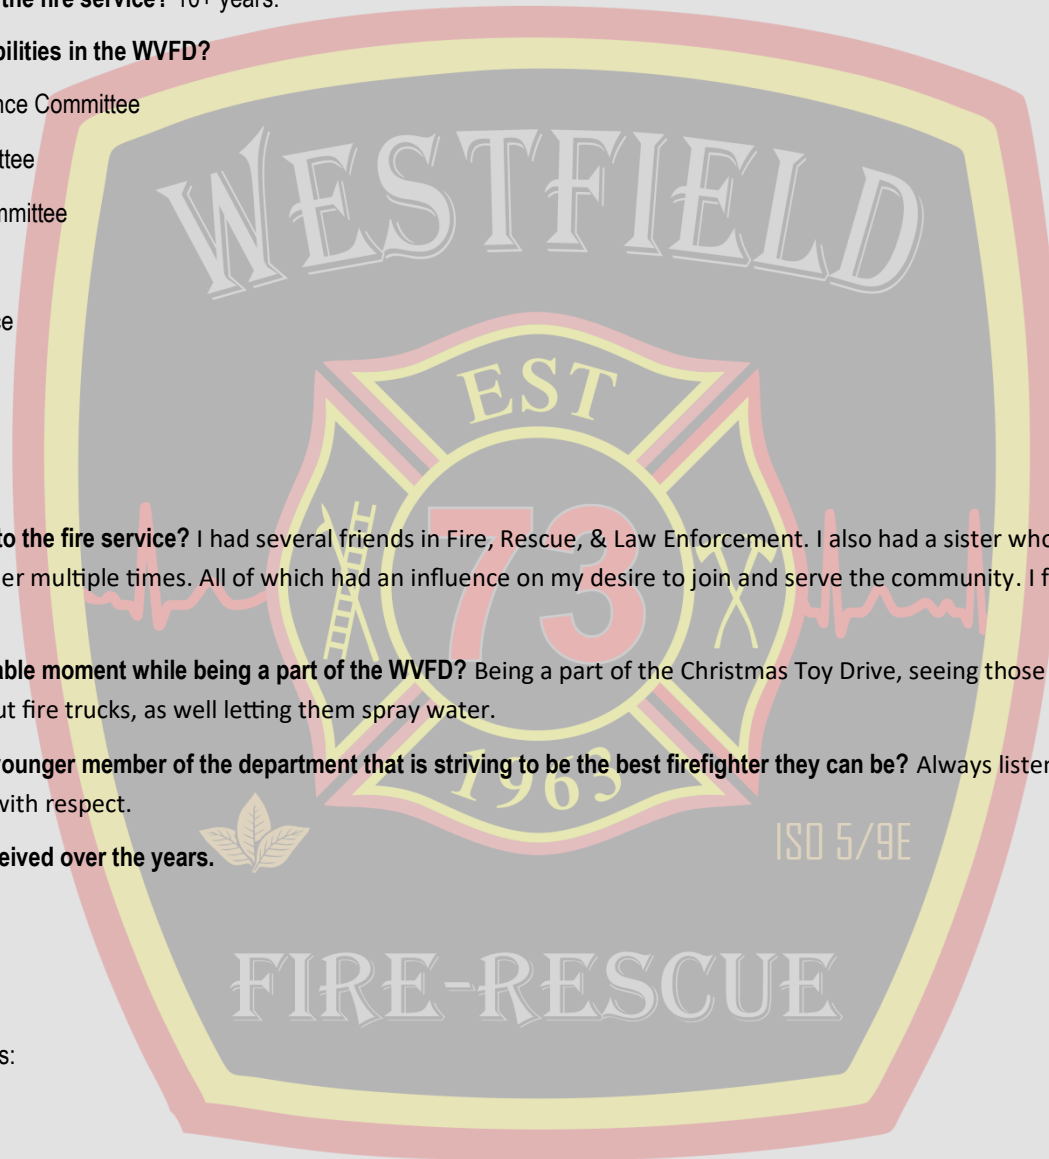 the fire service? 10+ years.
bilities in the WVFD?
nce Committee
ttee
mmittee
WESTFIELD
ce
EST
to the fire service? I had several friends in Fire, Rescue, & Law Enforcement. I also had a sister who
73
er multiple times. All of which had an influence on my desire to join and serve the community. I f
able moment while being a part of the WVFD? Being a part of the Christmas Toy Drive, seeing those
ut fire trucks, as well letting them spray water.
younger member of the department that is striving to be the best firefighter they can be? Always listen
1963
with respect.
ISO 5/9E
eived over the years.
FIRE-RESCUE
s: